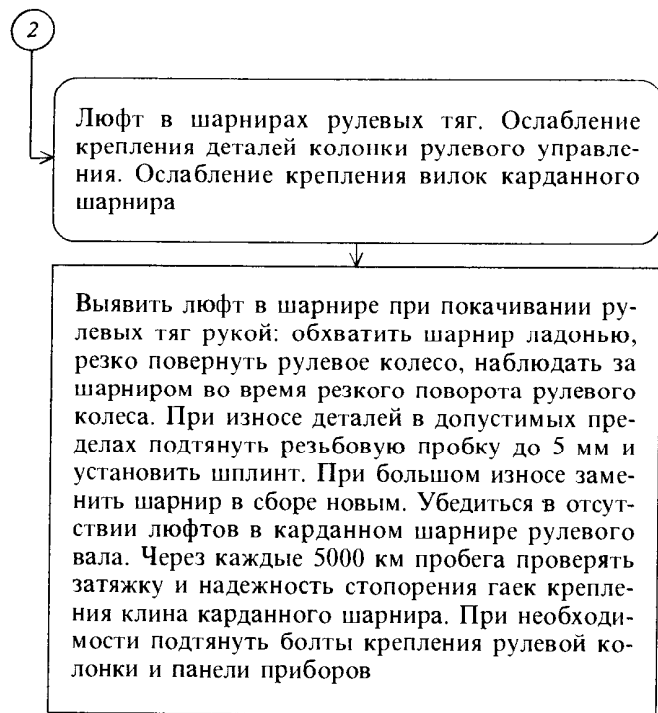 2
Люфт в шарнирах рулевых тяг. Ослабление
крепления деталей колонки рулевого управле-
ния. Ослабление крепления вилок карданного
шарнира
Выявить люфт в шарнире при покачивании ру-
левых тяг рукой: обхватить шарнир ладонью,
резко повернуть рулевое колесо, наблюдать за
шарниром во время резкого поворота рулевого
колеса. При износе деталей в допустимых пре-
делах подтянуть резьбовую пробку до 5 мм и
установить шплинт. При большом износе заме-
нить шарнир в сборе новым. Убедиться в отсут-
ствии люфтов в карданном шарнире рулевого
вала. Через каждые 5000 км пробега проверять
затяжку и надежность стопорения гаек крепле-
ния клина карданного шарнира. При необходи-
мости подтянуть болты крепления рулевой ко-
лонки и панели приборов